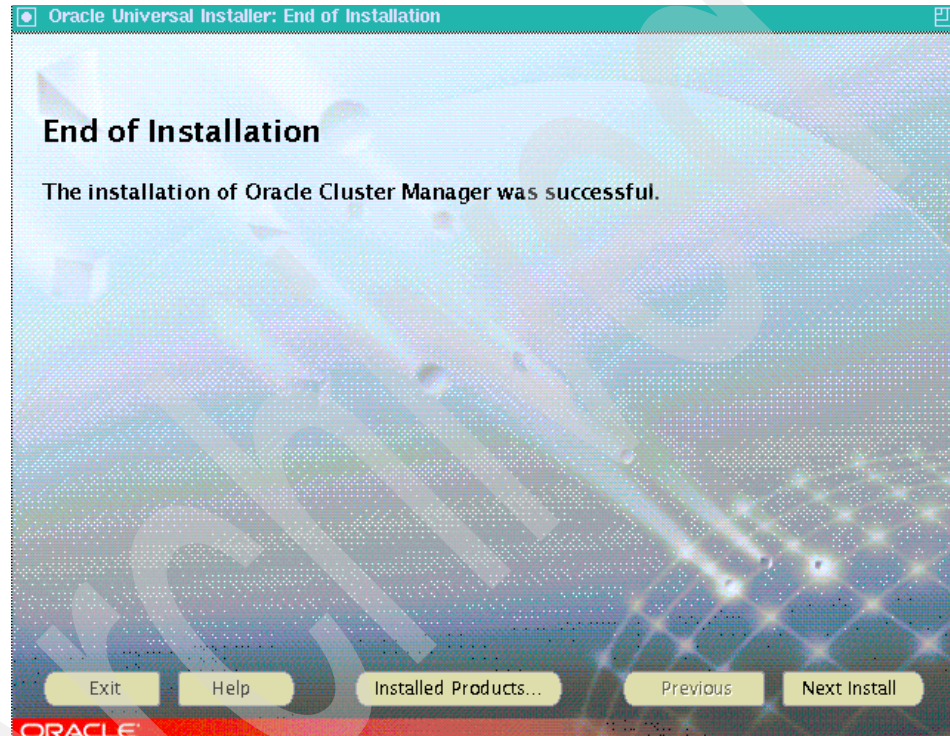 Oracle Universal Installer: End of Installation
End of Installation
The installation of Oracle Cluster Manager was successful.
Exit Help Installed Products... Previous Next Install
ORACLE